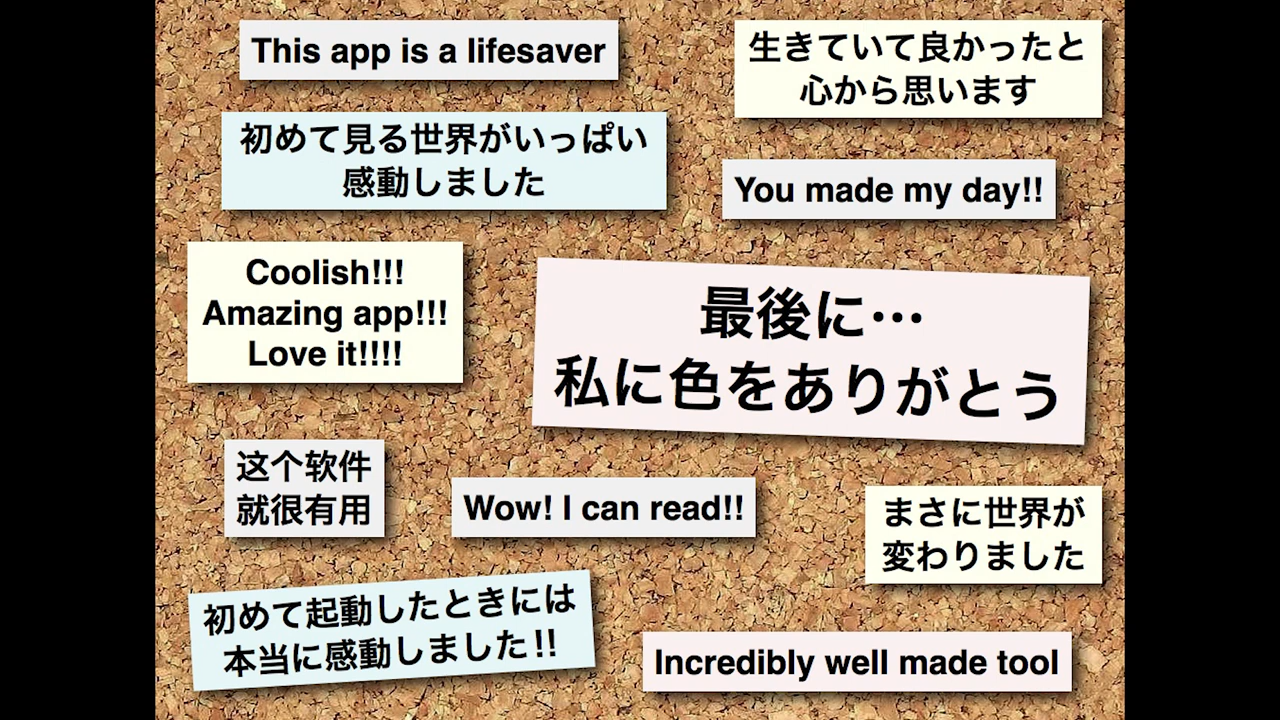 This app is a lifesaver
生きていて良かったと
心から思います
初めて見る世界がいっぱい
感動しました
You made my day!!
Coolish!!!
Amazing app!!!
Love it!!!!
最後に…
私に色をありがとう
这个软件
就很有用
Wow! I can read!!
まさに世界が
変わりました
初めて起動したときには
本当に感動しました!!
Incredibly well made tool